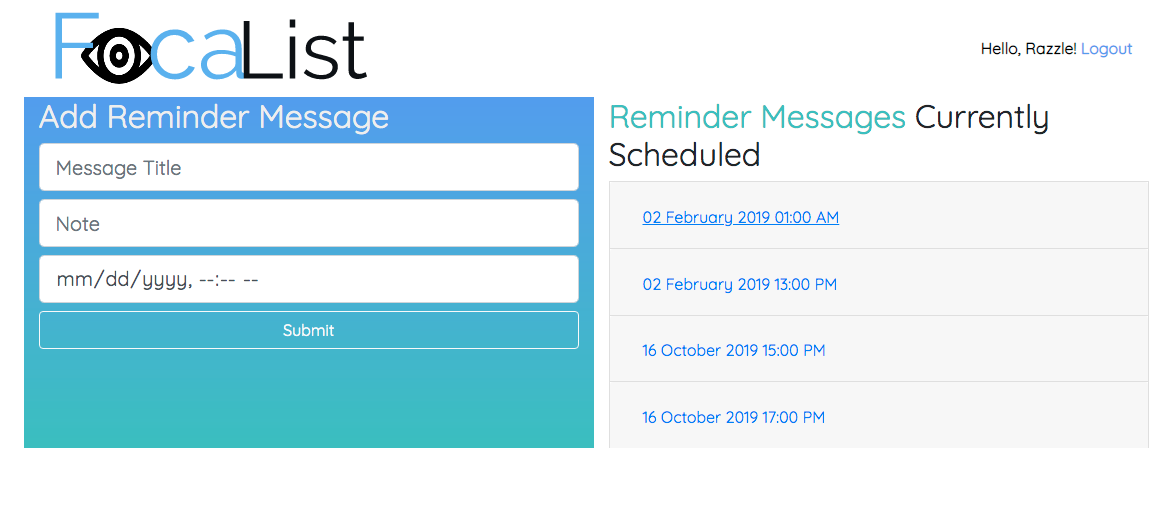 FocaList
Hello, Razzle! Logout
Add Reminder Message
Message Title
Note
mm/dd/yyyy, --:-- --
Submit
Reminder Messages Currently
Scheduled
02 February 2019 01:00 AM
02 February 2019 13:00 PM
16 October 2019 15:00 PM
16 October 2019 17:00 PM